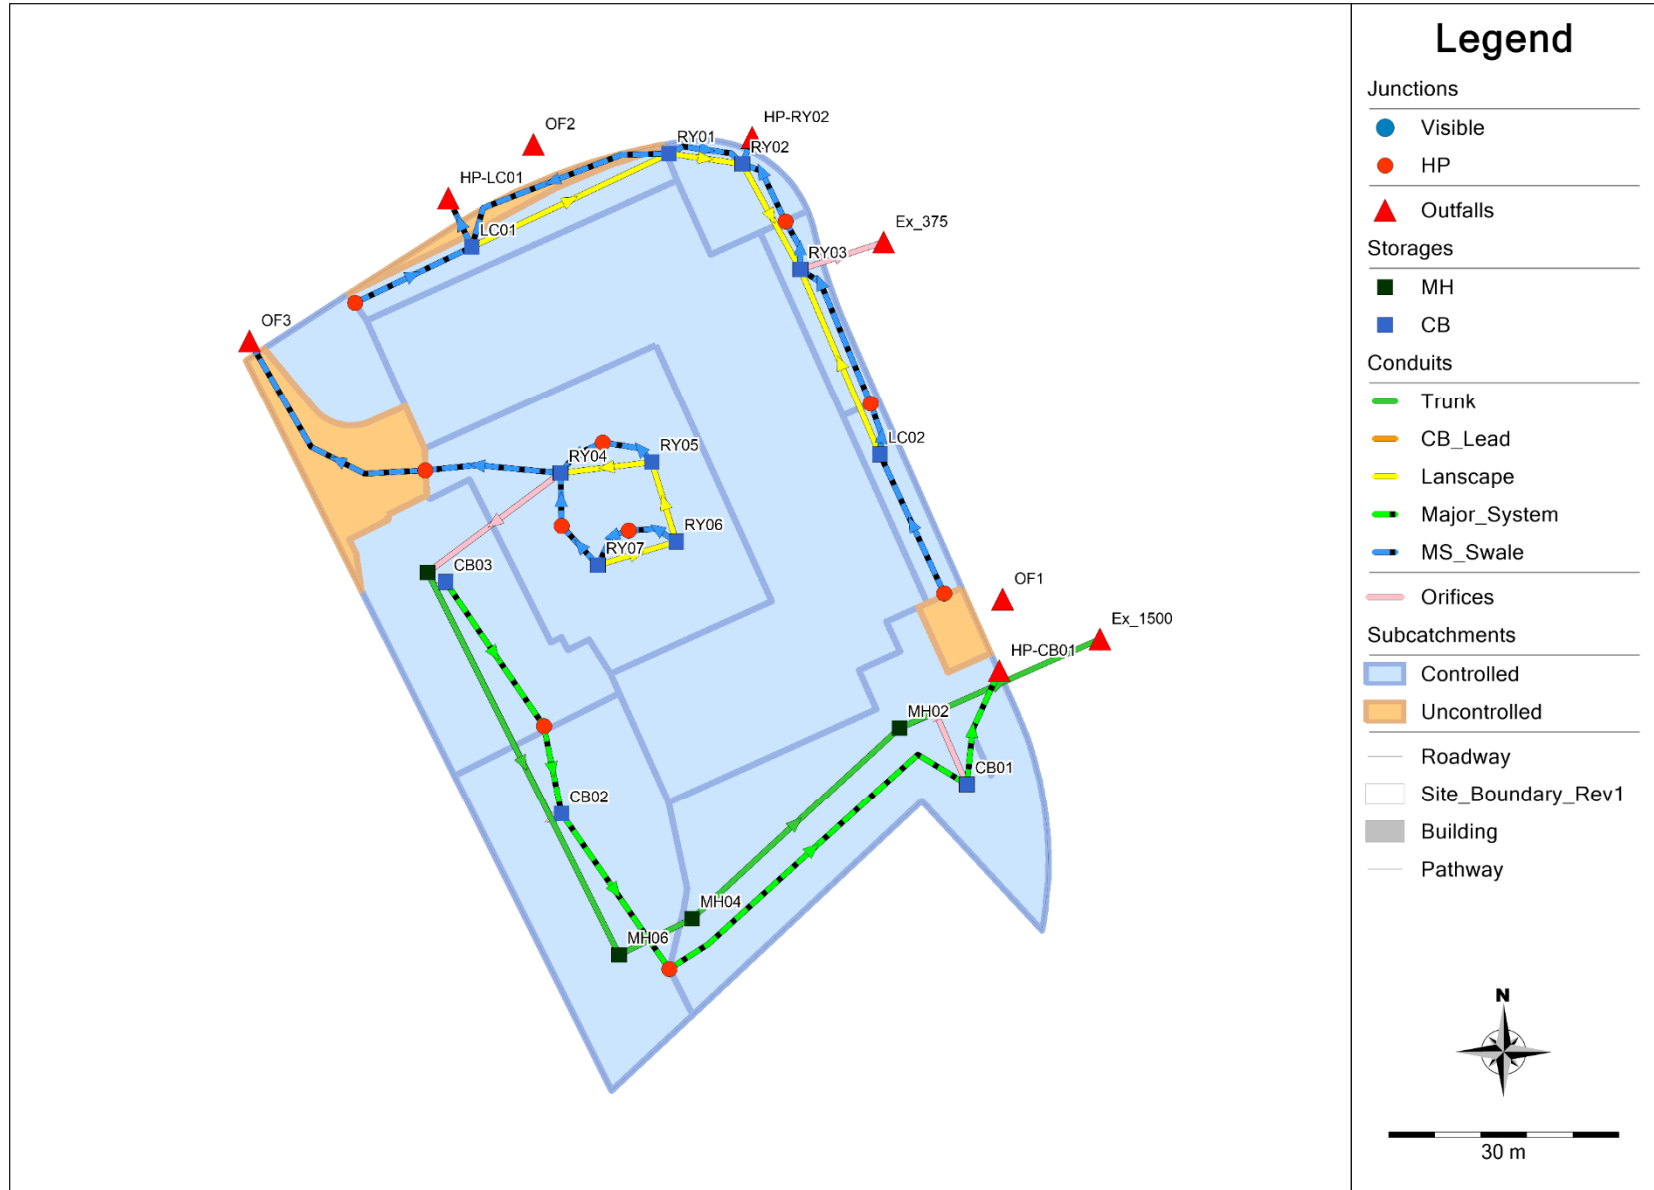 OF2
HP-RY02
RY01
RY02
HP-LC01
Ex_375
LC01
RY03
OF3
LC02
RY05
RY04
RY06
RY07
CB03
OF1
Ex_1500
HP-CB01
MH02
CB01
CB02
MH04
MH06
Legend
Junctions
Visible
HP
Outfalls
Storages
MH
CB
Conduits
Trunk
CB_Lead
Lanscape
Major_System
MS_Swale
Orifices
Subcatchments
Controlled
Uncontrolled
Roadway
Site_Boundary_Rev1
Building
Pathway
N
30 m